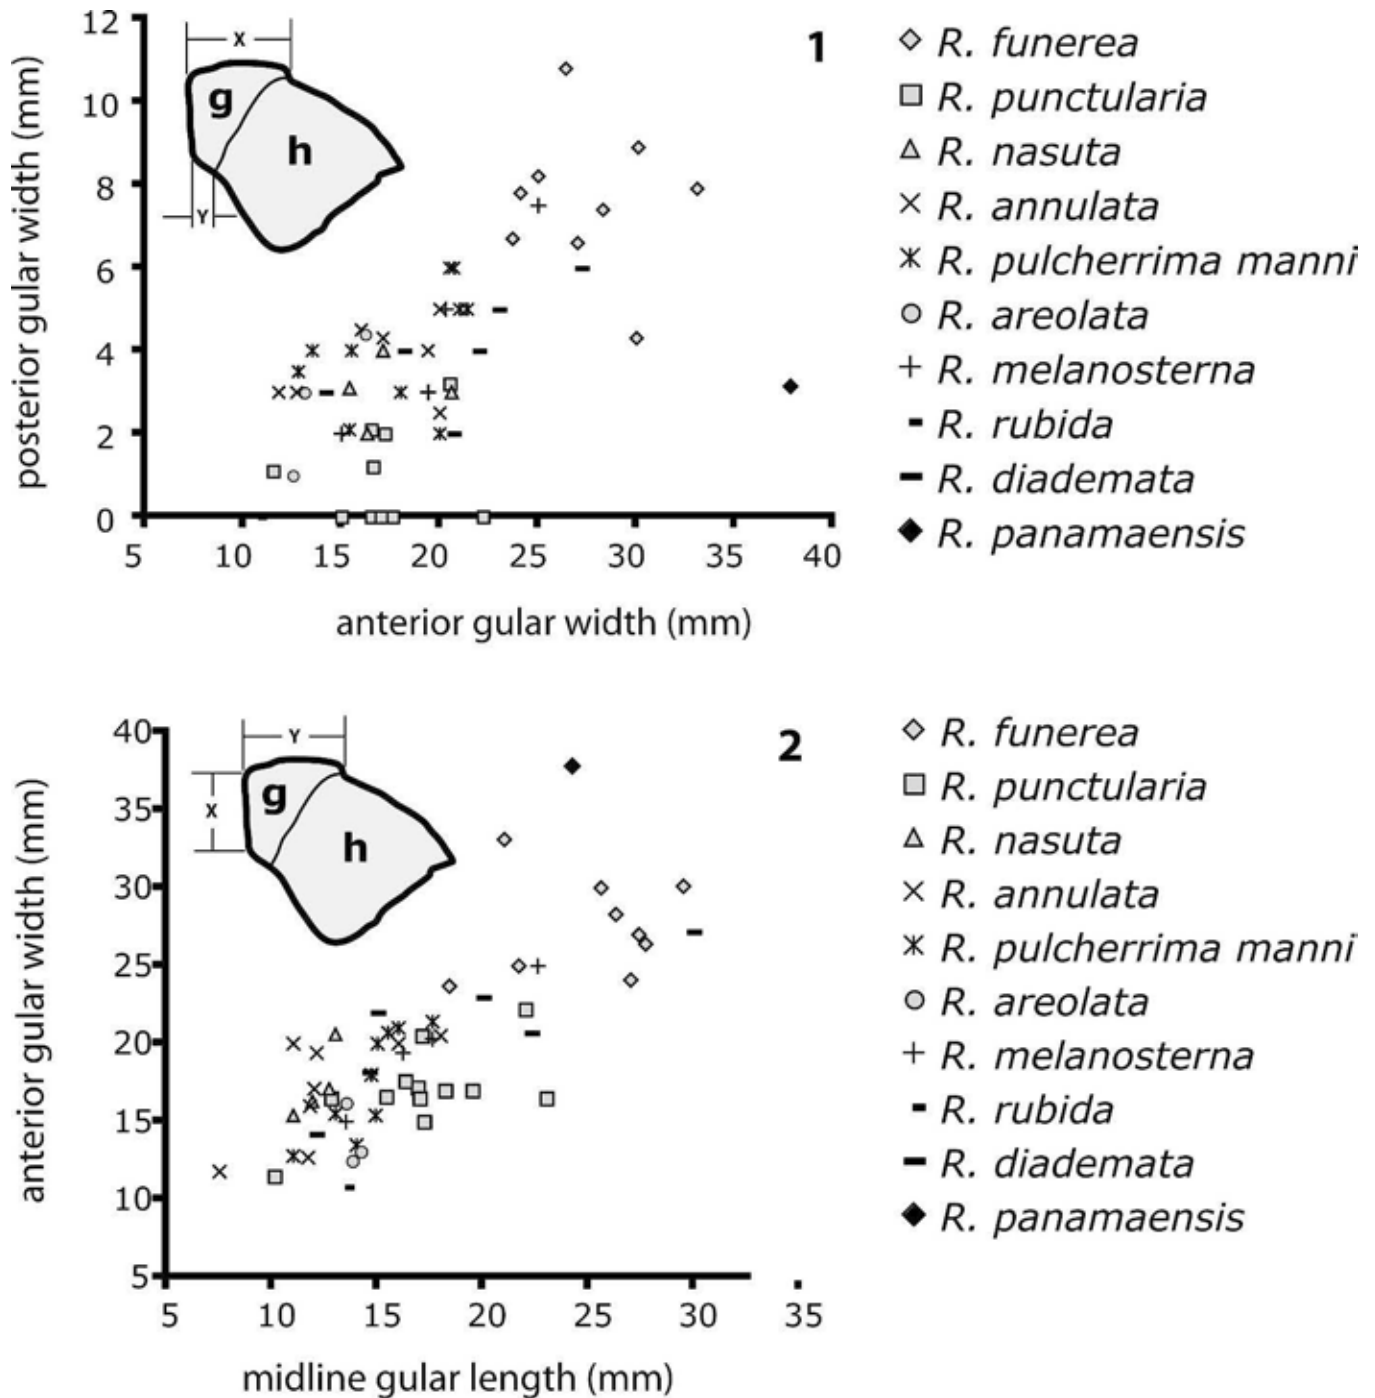 1
posterior gular width (mm)
12
10
8
6
4
2
0
X
g
h
Y
5 10 15 20 25 30 35 40
anterior gular width (mm)
R. funerea
R. punctularia
R. nasuta
R. annulata
R. pulcherrima manni
R. areolata
R. melanosterna
R. rubida
R. diademata
R. panamaensis
2
anterior gular width (mm)
40
35
30
25
20
15
10
5
Y
X
g
h
5 10 15 20 25 30 35
midline gular length (mm)
R. funerea
R. punctularia
R. nasuta
R. annulata
R. pulcherrima manni
R. areolata
R. melanosterna
R. rubida
R. diademata
R. panamaensis